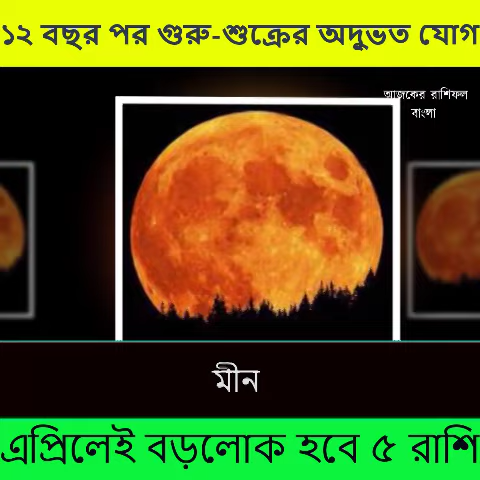 ১২ বছর পর গুরু-শুক্রের অদ্ভুত যোগ
আজকের রাশিফল
বাংলা
মীন
এপ্রিলেই বড়লোক হবে ৫ রাশি